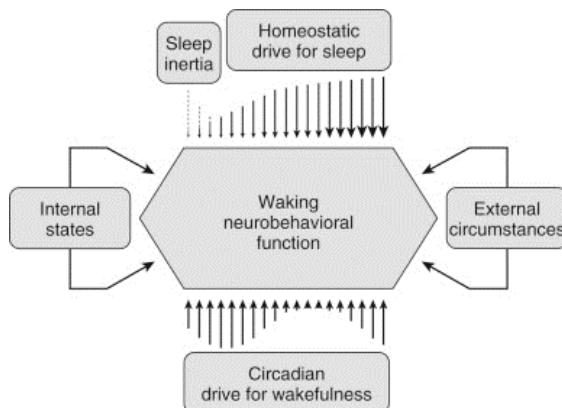 Sleep
inertia
Homeostatic
drive for sleep
Internal
states
Waking
neurobehavioral
function
External
circumstances
Circadian
drive for wakefulness